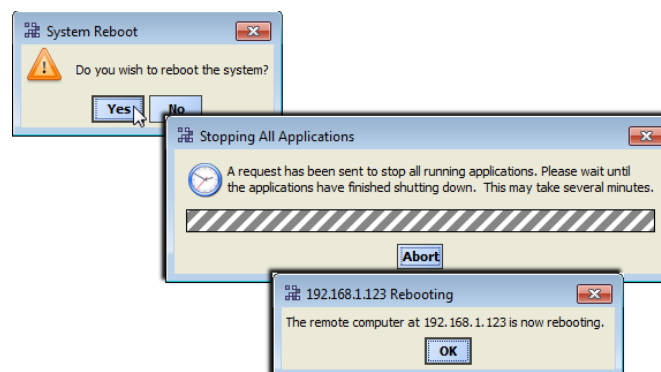 System Reboot
Do you wish to reboot the system?
Yes
No
Stopping All Applications
A request has been sent to stop all running applications. Please wait until
the applications have finished shutting down. This may take several minutes.
Abort
192.168.1.123 Rebooting
The remote computer at 192.168.1.123 is now rebooting.
OK